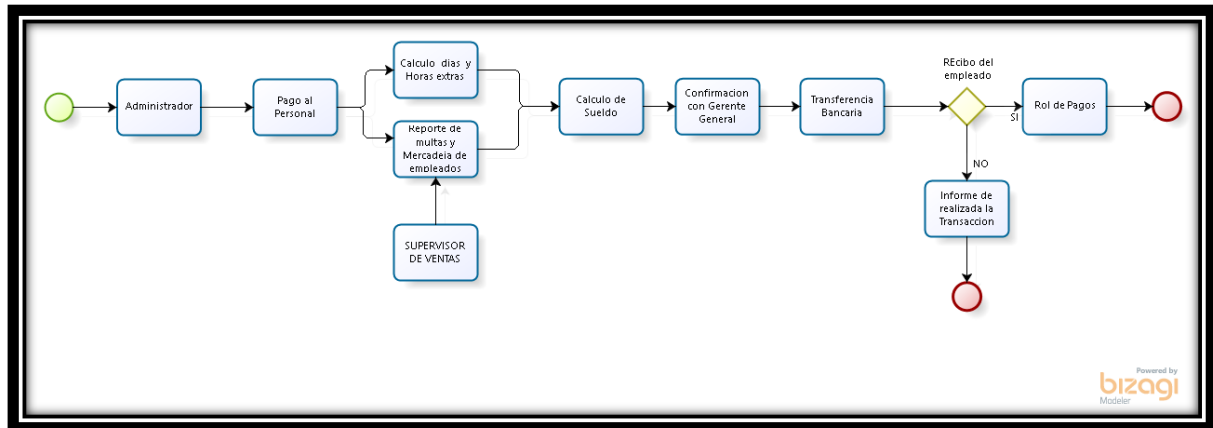 Administrador
Pago al
Personal
Calculo dias y
Horas extras
Reporte de
multas y
Mercadeia de
empleados
SUPERVISOR
DE VENTAS
Calculo de
Sueldo
Confirmacion
con Gerente
General
Transferencia
Bancaria
REcibo del
empleado
SI
Rol de Pagos
NO
Informe de
realizada la
Transaccion
Powered by
bizagi
Modeler